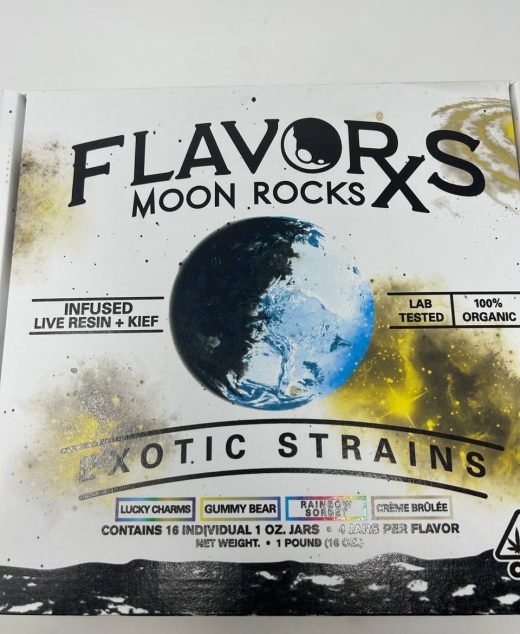 FLAVORXS
MOON ROCKS
INFUSED
LIVE RESIN + KIEF
LAB
TESTED
100%
ORGANIC
EXOTIC STRAINS
LUCKY CHARMS
GUMMY BEAR
RAINBOW
SORBET
CRÈME BRÛLÉE
CONTAINS 16 INDIVIDUAL 1 OZ. JARS • 4 JARS PER FLAVOR
NET WEIGHT. • 1 POUND (16 OZ.)